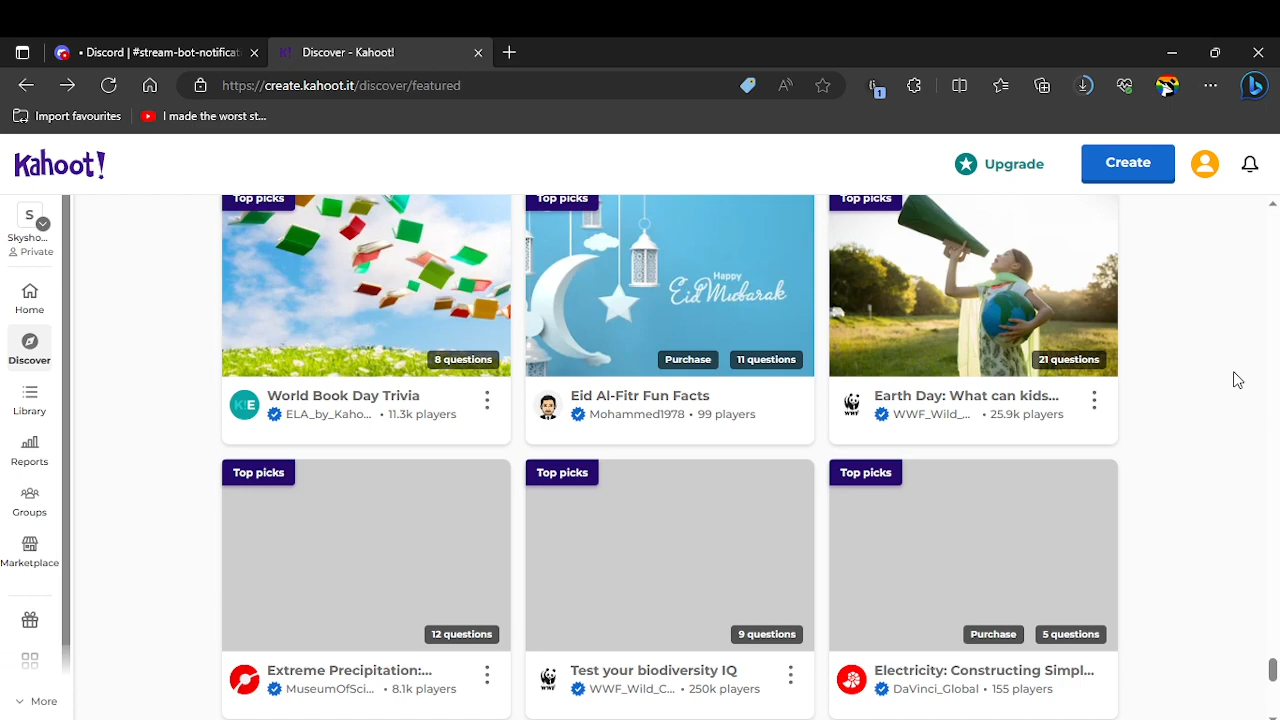 • Discord | #stream-bot-notificat
Discover - Kahoot!
https://create.kahoot.it/discover/featured
1
Import favourites
I made the worst st...
Kahoot!
Upgrade
Create
S
Skysho...
Private
Home
Discover
Library
Reports
Groups
Marketplace
More
Top picks
8 questions
World Book Day Trivia
K!E
ELA_by_Kaho... • 11.3k players
Top picks
Happy
Eid Mubarak
Purchase
11 questions
Eid Al-Fitr Fun Facts
Mohammed1978 • 99 players
Top picks
21 questions
Earth Day: What can kids...
WWF
WWF_Wild_... • 25.9k players
Top picks
12 questions
Extreme Precipitation:...
MuseumOfSci... • 8.1k players
Top picks
9 questions
Test your biodiversity IQ
WWF
WWF_Wild_C... • 250k players
Top picks
Purchase
5 questions
Electricity: Constructing Simpl...
DaVinci_Global • 155 players